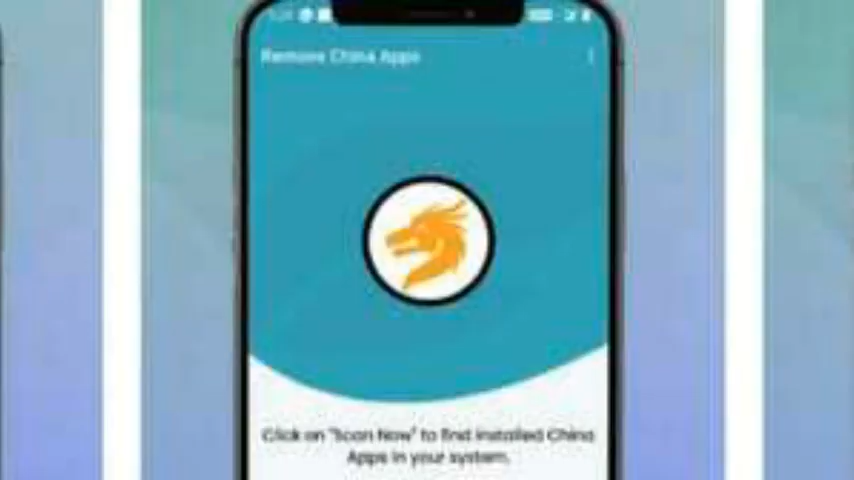 Remove China Apps
Click on "Scan Now" to find installed China
Apps in your system.